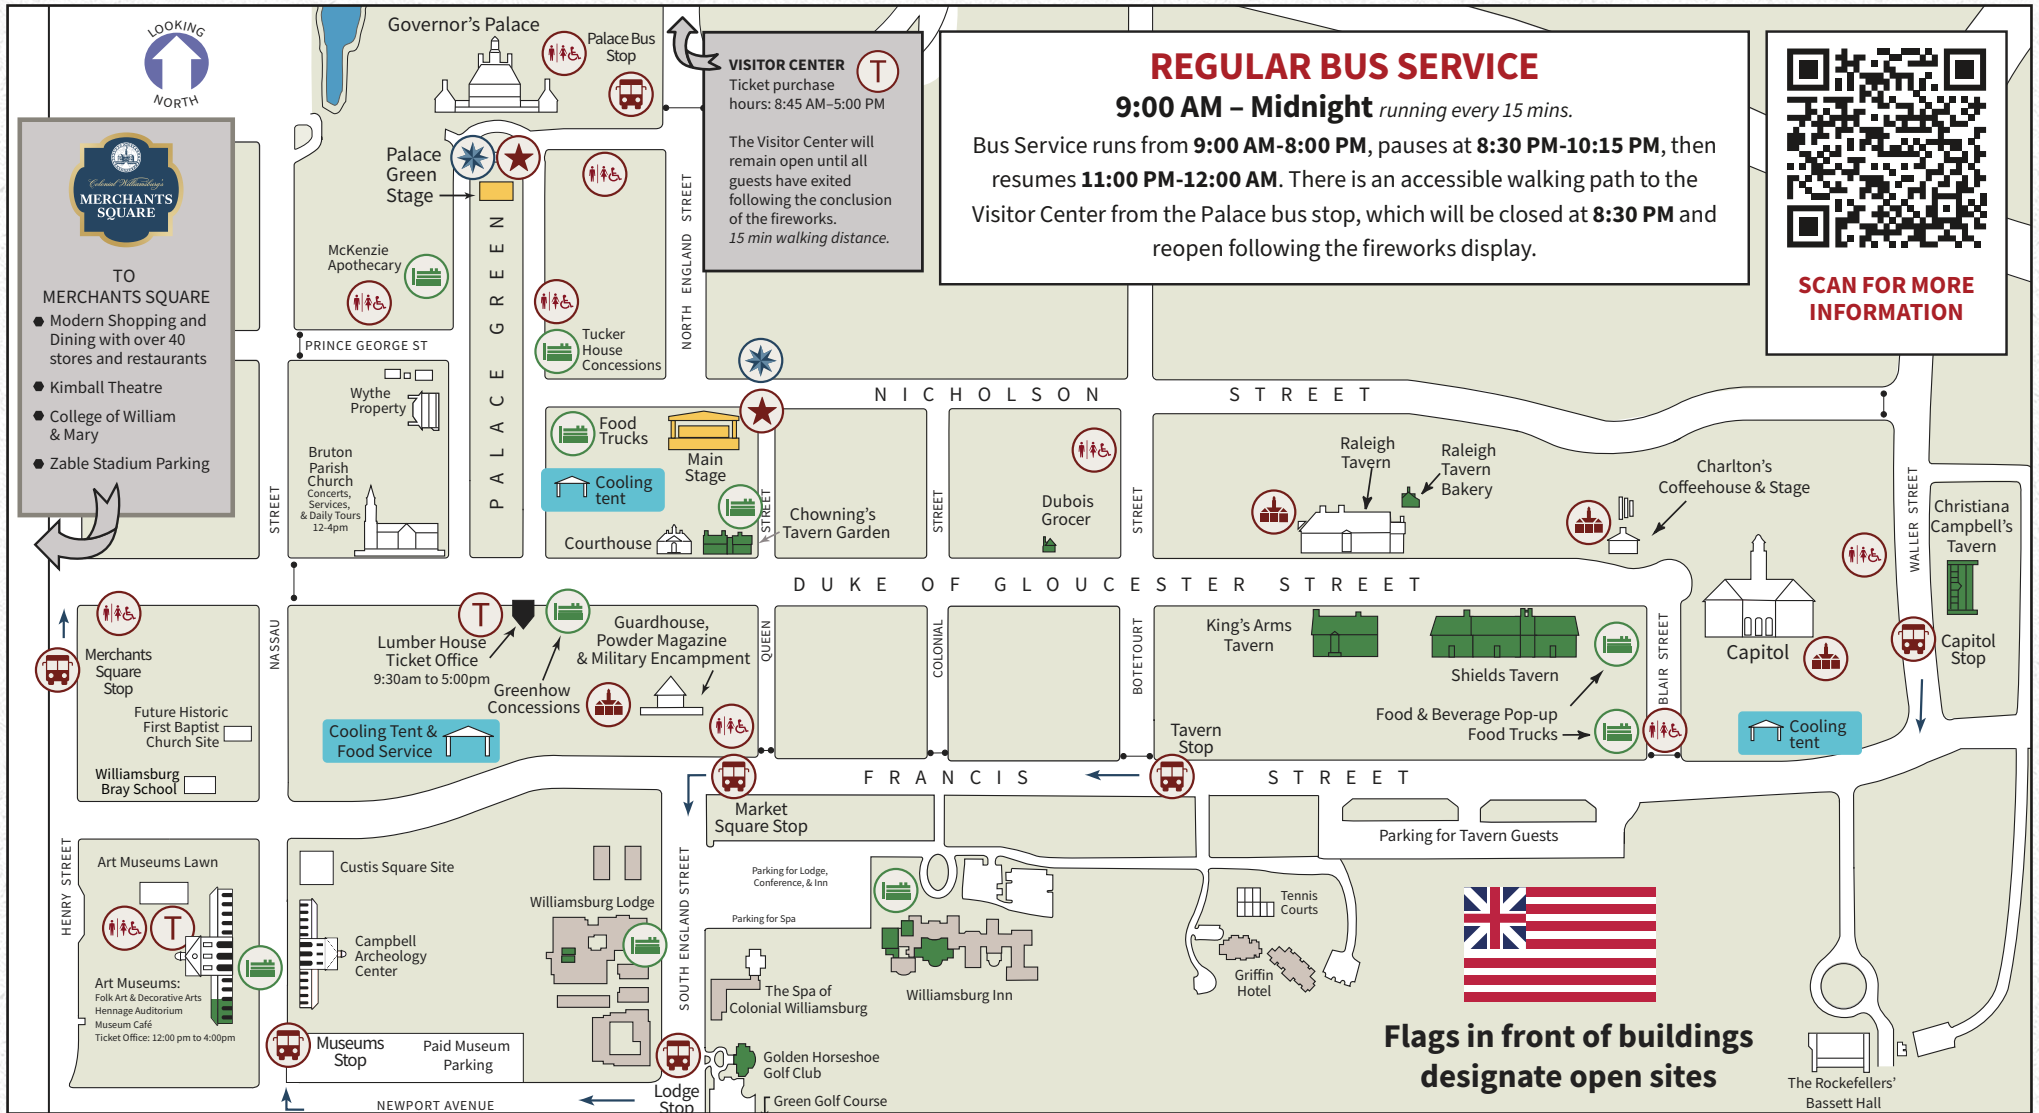 LOOKING
NORTH
Colonial Williamsburg's
MERCHANTS
SQUARE
TO
MERCHANTS SQUARE
Modern Shopping and
Dining with over 40
stores and restaurants
Kimball Theatre
College of William
& Mary
Zable Stadium Parking
Governor's Palace
Palace Bus
Stop
VISITOR CENTER
T
Ticket purchase
hours: 8:45 AM–5:00 PM
The Visitor Center will
remain open until all
guests have exited
following the conclusion
of the fireworks.
15 min walking distance.
REGULAR BUS SERVICE
9:00 AM – Midnight running every 15 mins.
Bus Service runs from 9:00 AM-8:00 PM, pauses at 8:30 PM-10:15 PM, then
resumes 11:00 PM-12:00 AM. There is an accessible walking path to the
Visitor Center from the Palace bus stop, which will be closed at 8:30 PM and
reopen following the fireworks display.
SCAN FOR MORE
INFORMATION
Palace
Green
Stage
PALACE GREEN
NORTH ENGLAND STREET
McKenzie
Apothecary
Tucker
House
Concessions
PRINCE GEORGE ST
Wythe
Property
Bruton
Parish
Church
Concerts,
Services,
& Daily Tours
12-4pm
NICHOLSON STREET
Food
Trucks
Main
Stage
Cooling
tent
Courthouse
Chowning's
Tavern Garden
Dubois
Grocer
Raleigh
Tavern
Raleigh
Tavern
Bakery
Charlton's
Coffeehouse & Stage
Christiana
Campbell's
Tavern
WALLER STREET
STREET
STREET
STREET
STREET
DUKE OF GLOUCESTER STREET
NASSAU
QUEEN
COLONIAL
BOTETOURT
BLAIR STREET
Merchants
Square
Stop
Future Historic
First Baptist
Church Site
Williamsburg
Bray School
T
Lumber House
Ticket Office
9:30am to 5:00pm
Greenhow
Concessions
Guardhouse,
Powder Magazine
& Military Encampment
Cooling Tent &
Food Service
King's Arms
Tavern
Shields Tavern
Food & Beverage Pop-up
Food Trucks
Capitol
Capitol
Stop
Cooling
tent
Tavern
Stop
FRANCIS STREET
Market
Square Stop
Parking for Tavern Guests
HENRY STREET
Art Museums Lawn
T
Art Museums:
Folk Art & Decorative Arts
Hennage Auditorium
Museum Café
Ticket Office: 12:00 pm to 4:00pm
Custis Square Site
Campbell
Archeology
Center
Williamsburg Lodge
SOUTH ENGLAND STREET
Parking for Lodge,
Conference, & Inn
Parking for Spa
The Spa of
Colonial Williamsburg
Williamsburg Inn
Tennis
Courts
Griffin
Hotel
Museums
Stop
Paid Museum
Parking
Golden Horseshoe
Golf Club
Green Golf Course
Lodge
Stop
NEWPORT AVENUE
Flags in front of buildings
designate open sites
The Rockefellers'
Bassett Hall